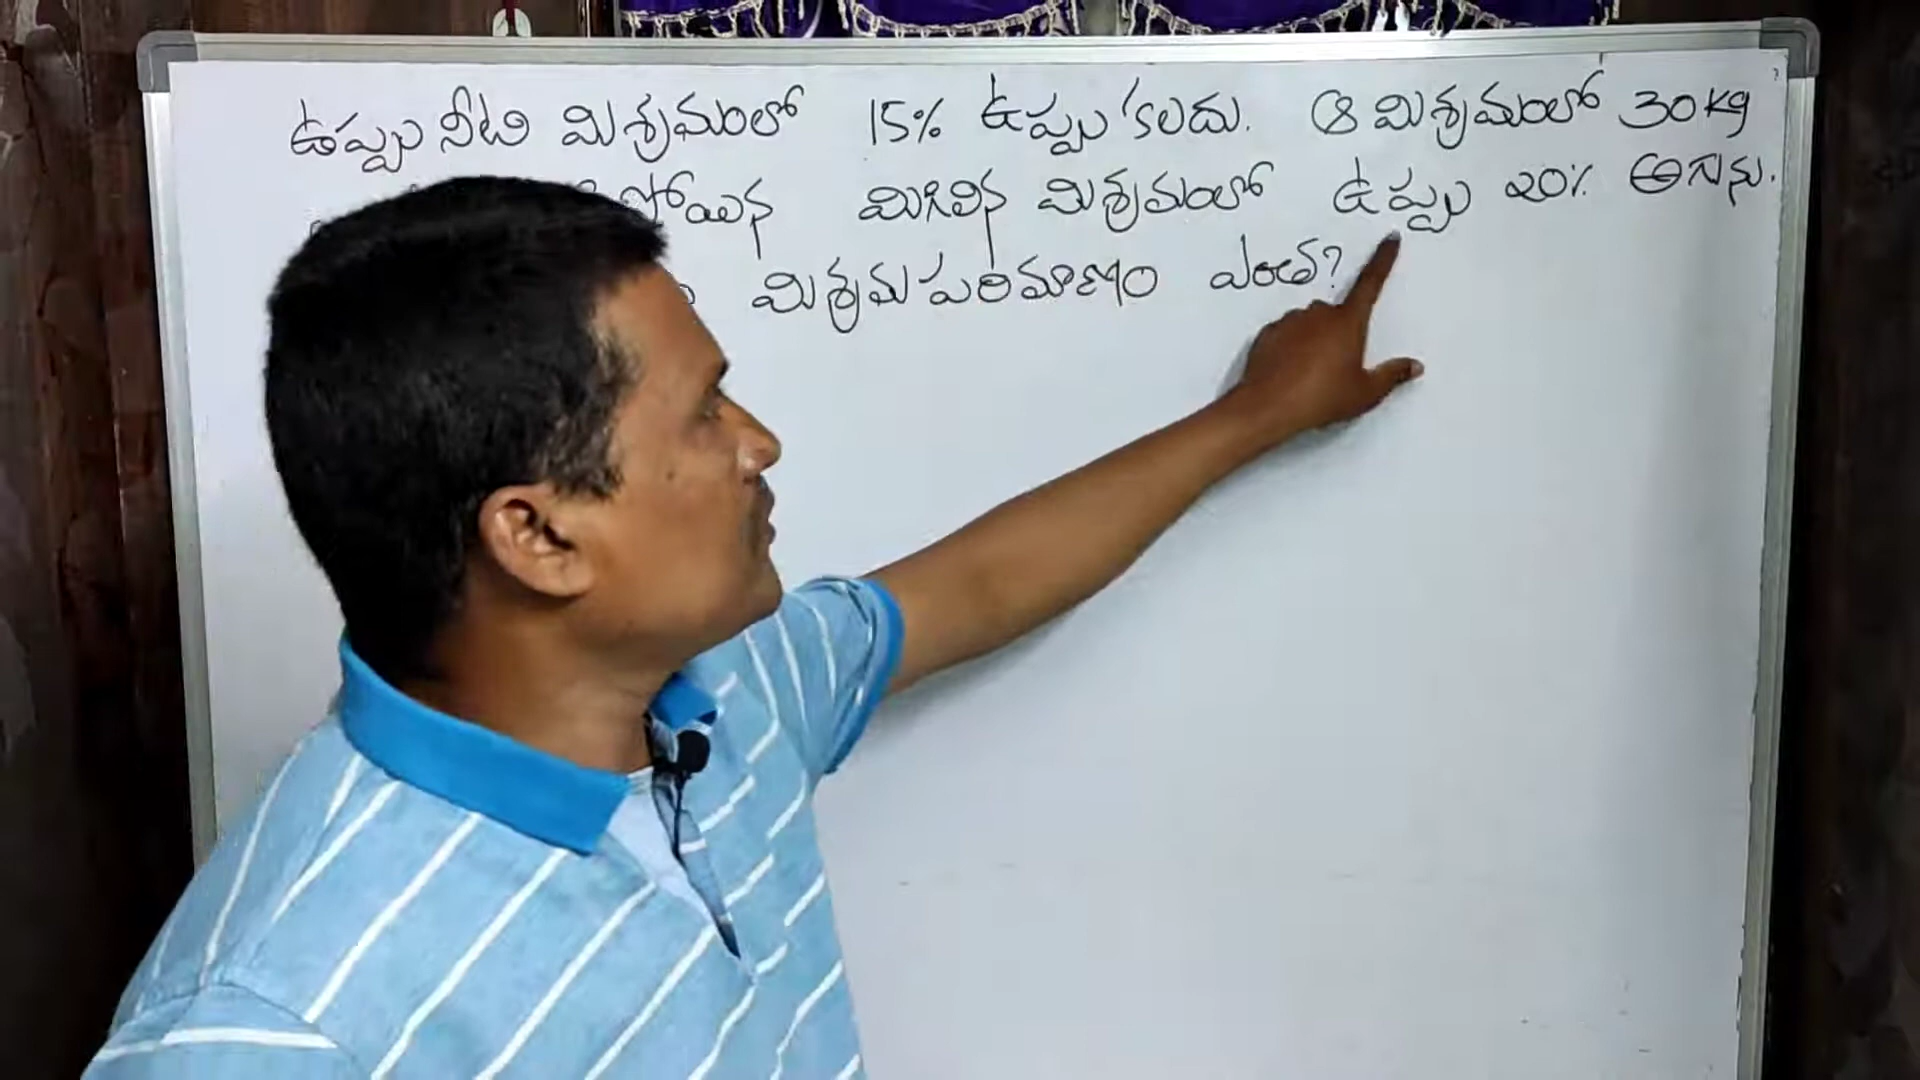 ఉప్పు నీటి మిశ్రమంలో 15% ఉప్పు కలదు. ఆ మిశ్రమంలో 30kg
మిగిలిన మిశ్రమంలో ఉప్పు 20% అగును.
మిశ్రమ పరిమాణం ఎంత?